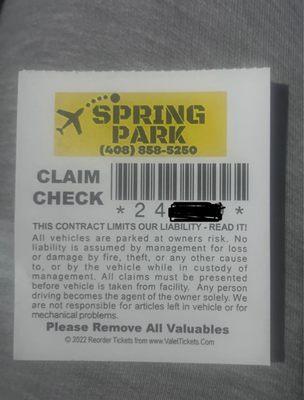 SPRING
PARK
(408) 858-5250
CLAIM
CHECK
* 2 4 *
THIS CONTRACT LIMITS OUR LIABILITY - READ IT!
All vehicles are parked at owners risk. No
liability is assumed by management for loss
or damage by fire, theft, or any other cause
to, or by the vehicle while in custody of
management. All claims must be presented
before vehicle is taken from facility. Any person
driving becomes the agent of the owner solely. We
are not responsible for articles left in vehicle or for
mechanical problems.
Please Remove All Valuables
© 2022 Reorder Tickets from www.ValetTickets.Com